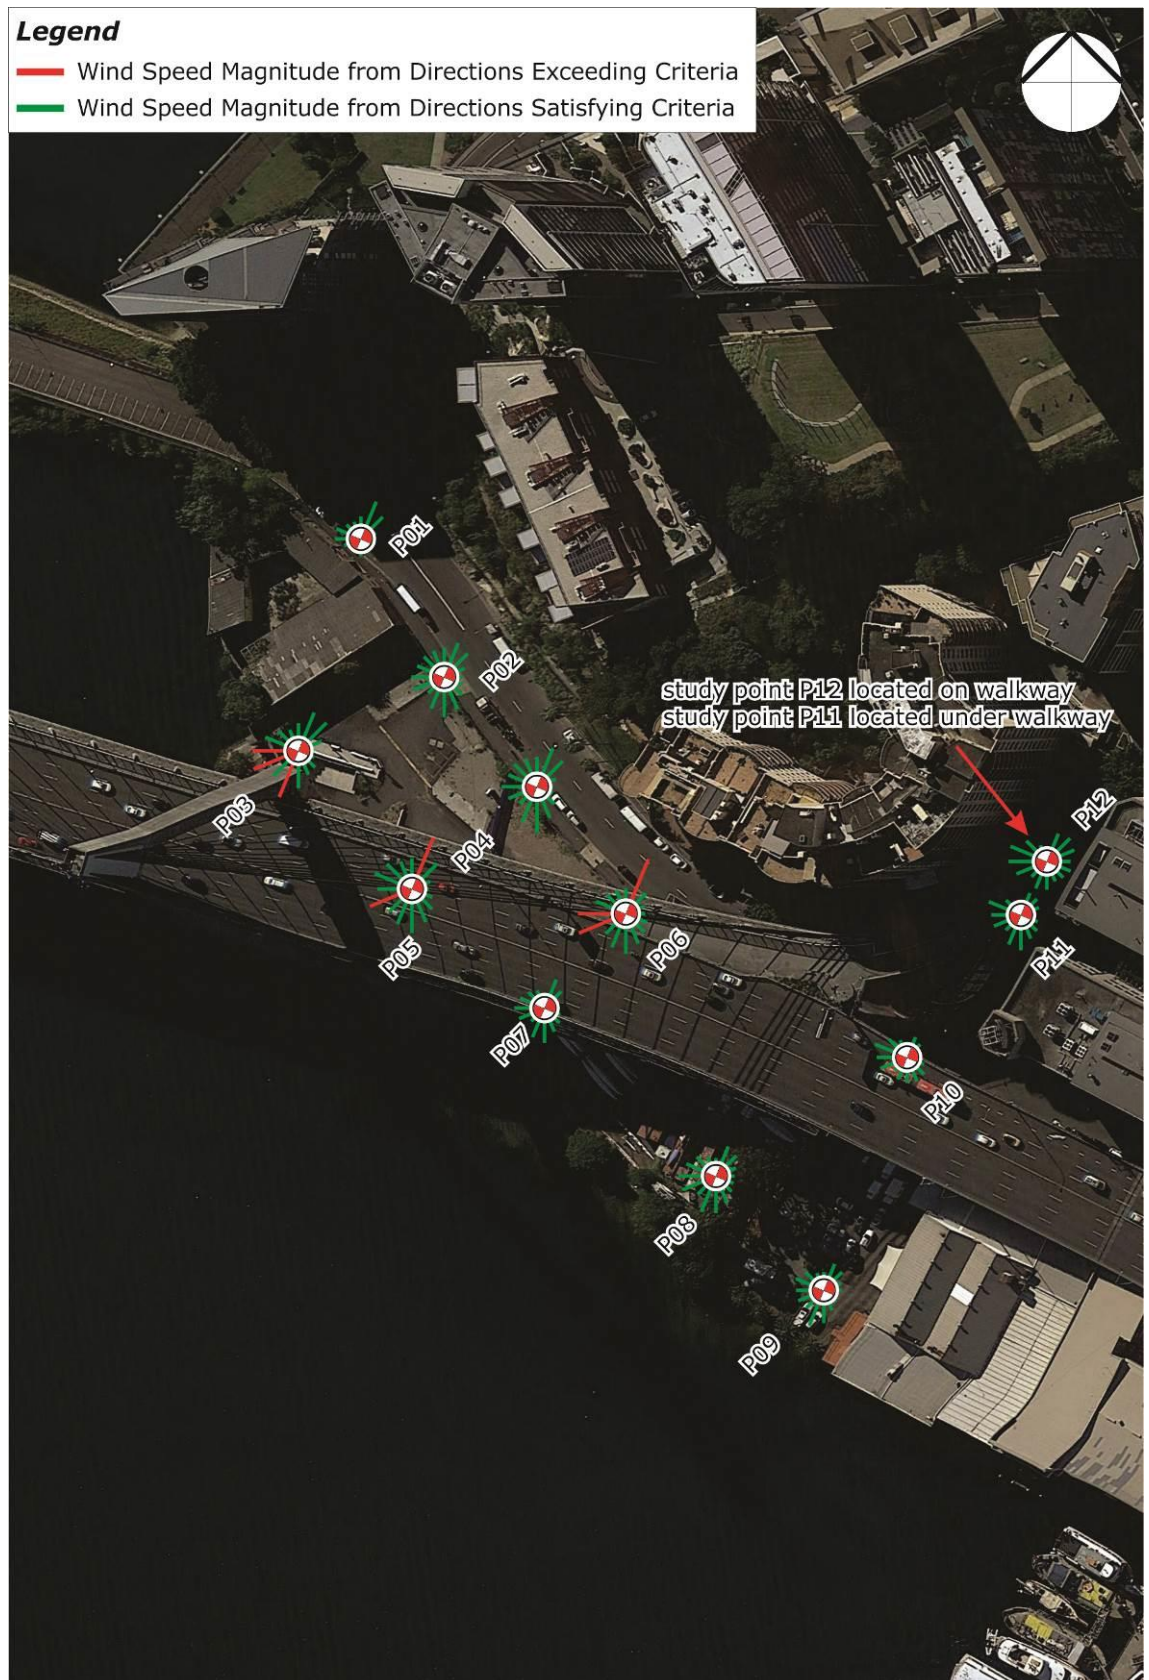 Legend
Wind Speed Magnitude from Directions Exceeding Criteria
Wind Speed Magnitude from Directions Satisfying Criteria
P01
P02
study point P12 located on walkway
study point P11 located under walkway
P03
P04
P12
P05
P06
P11
P07
P10
P08
P09